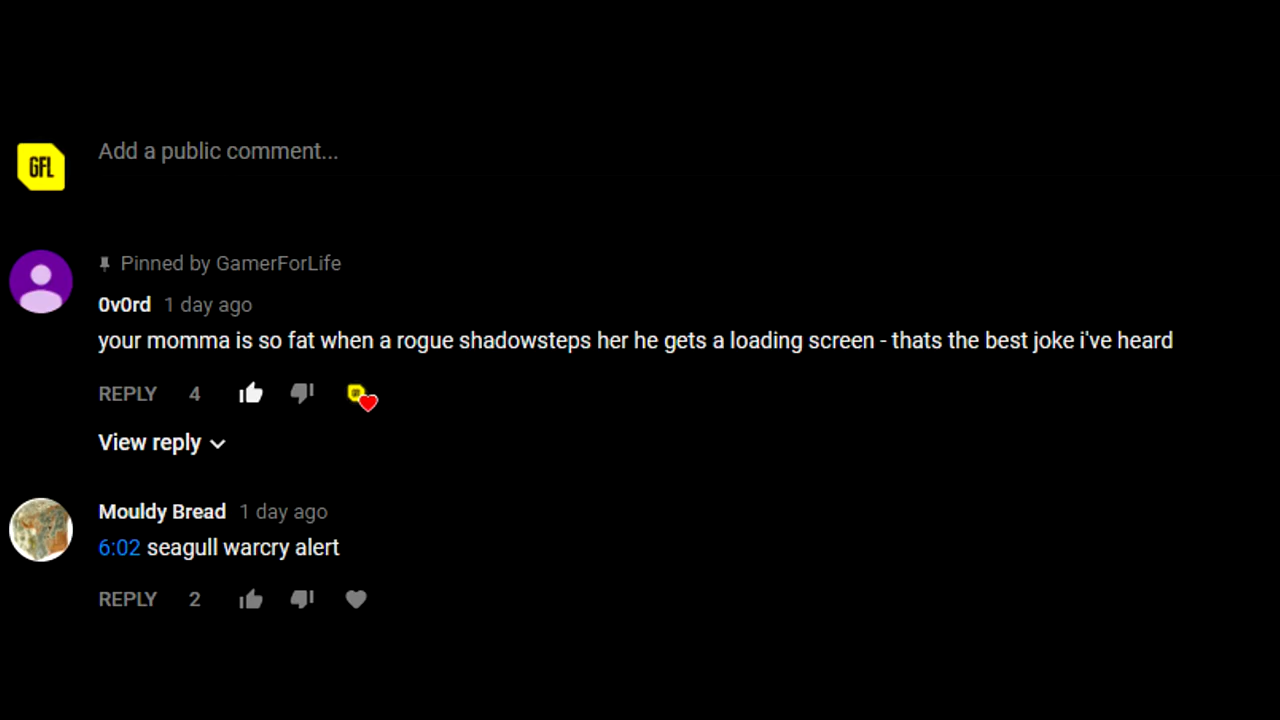 GFL
Add a public comment...
Pinned by GamerForLife
0v0rd 1 day ago
your momma is so fat when a rogue shadowsteps her he gets a loading screen - thats the best joke i've heard
REPLY 4
View reply
Mouldy Bread 1 day ago
6:02 seagull warcry alert
REPLY 2